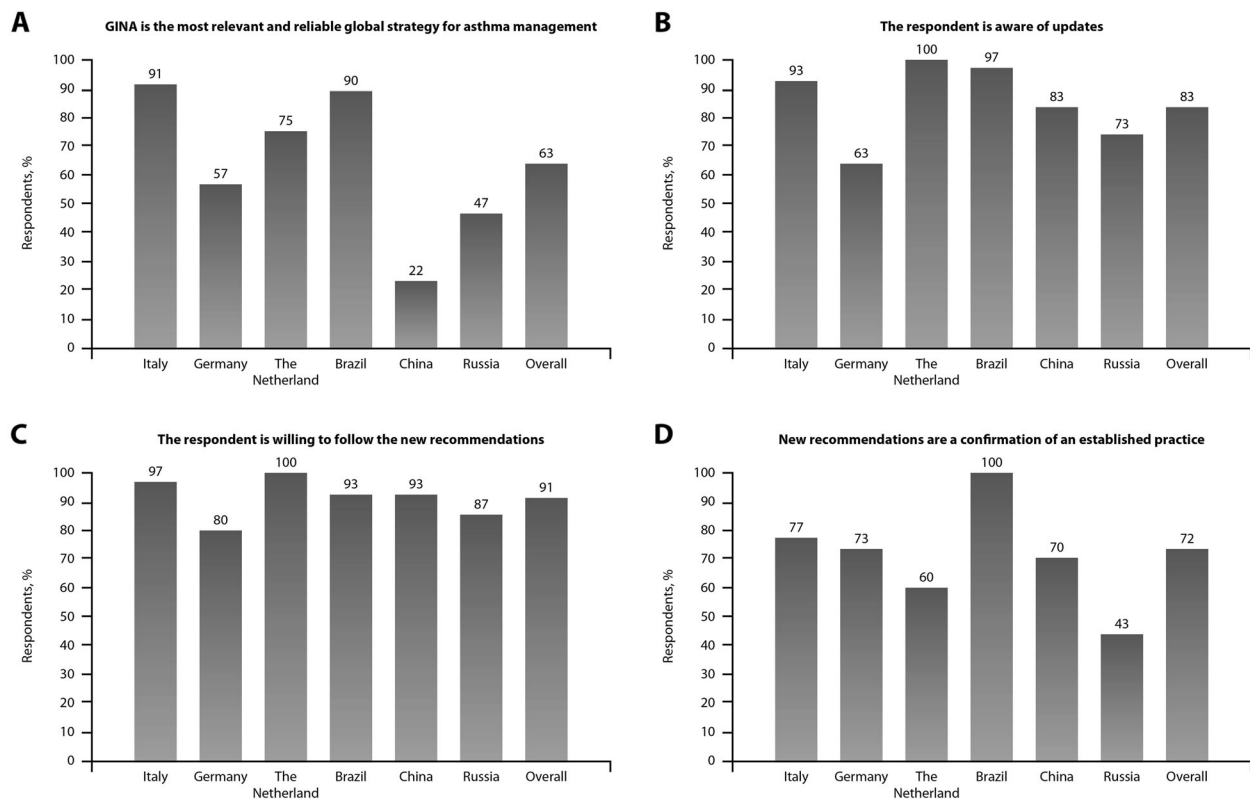 A
GINA is the most relevant and reliable global strategy for asthma management
Respondents, %
100
90
80
70
60
50
40
30
20
10
0
91
57
75
90
22
47
63
Italy
Germany
The
Netherland
Brazil
China
Russia
Overall
B
The respondent is aware of updates
Respondents, %
100
90
80
70
60
50
40
30
20
10
0
93
63
100
97
83
73
83
Italy
Germany
The
Netherland
Brazil
China
Russia
Overall
C
The respondent is willing to follow the new recommendations
Respondents, %
100
90
80
70
60
50
40
30
20
10
0
97
80
100
93
93
87
91
Italy
Germany
The
Netherland
Brazil
China
Russia
Overall
D
New recommendations are a confirmation of an established practice
Respondents, %
100
90
80
70
60
50
40
30
20
10
0
77
73
60
100
70
43
72
Italy
Germany
The
Netherland
Brazil
China
Russia
Overall